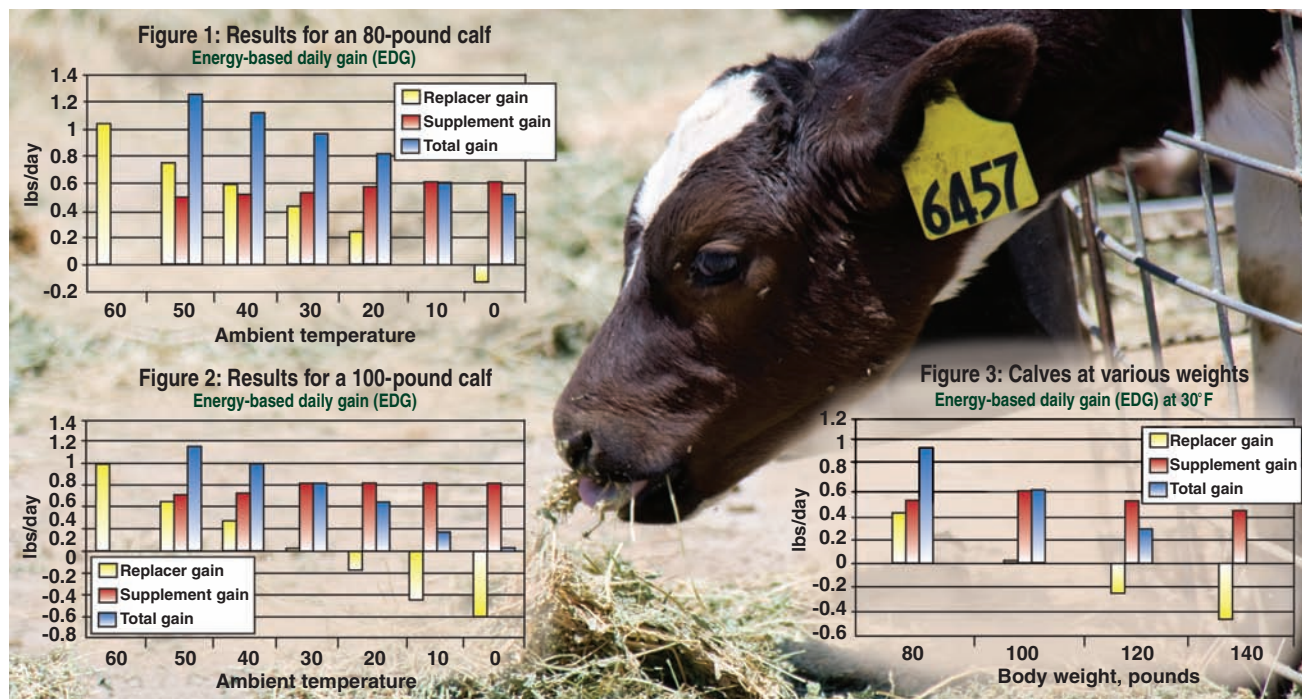 Figure 1: Results for an 80-pound calf
Energy-based daily gain (EDG)
lbs/day
1.4
1.2
1
0.8
0.6
0.4
0.2
0
-0.2
Replacer gain
Supplement gain
Total gain
60 50 40 30 20 10 0
Ambient temperature
6457
Figure 2: Results for a 100-pound calf
Energy-based daily gain (EDG)
lbs/day
1.4
1.2
1
0.8
0.6
0.4
0.2
0
-0.2
-0.4
-0.6
-0.8
Replacer gain
Supplement gain
Total gain
60 50 40 30 20 10 0
Ambient temperature
Figure 3: Calves at various weights
Energy-based daily gain (EDG) at 30°F
lbs/day
1.2
1
0.8
0.6
0.4
0.2
0
-0.2
-0.4
-0.6
Replacer gain
Supplement gain
Total gain
80 100 120 140
Body weight, pounds